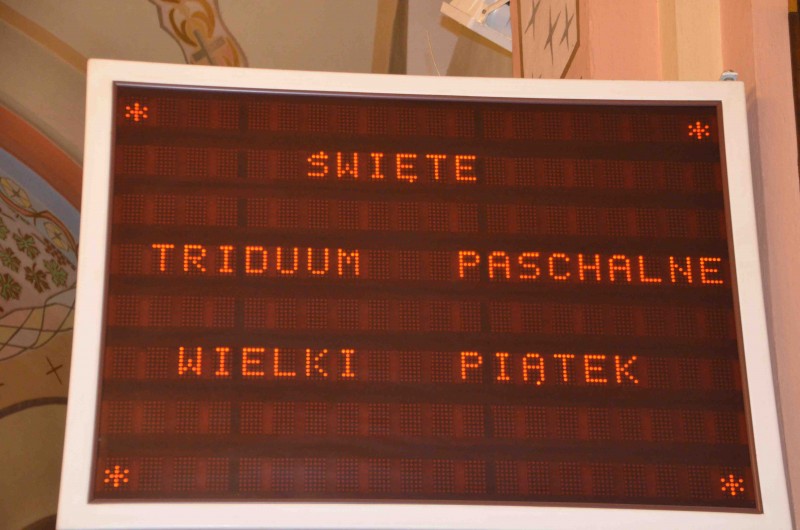 * *
ŚWIĘTE
TRIDUUM PASCHALNE
WIELKI PIĄTEK
* *